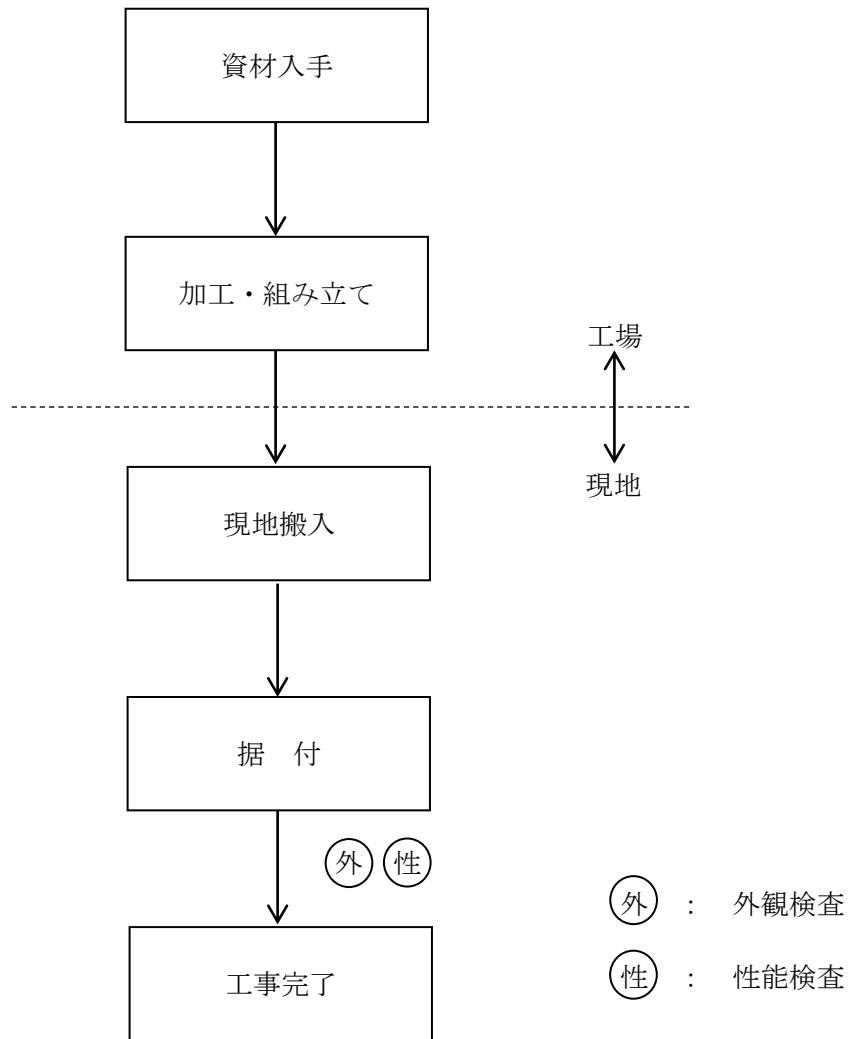 資材入手
加工・組み立て
工場
現地
現地搬入
据　付
外 性
工事完了
外 : 外観検査
性 : 性能検査